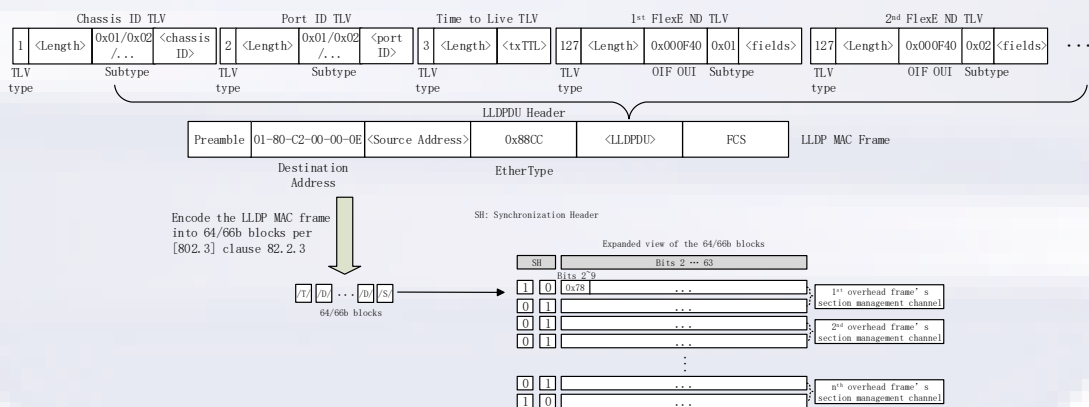 Chassis ID TLV Port ID TLV Time to Live TLV 1st FlexE ND TLV 2nd FlexE ND TLV
1 <Length> 0x01/0x02 /... <chassis ID> 2 <Length> 0x01/0x02 /... <port ID> 3 <Length> <txTTL> 127 <Length> 0x000F40 0x01 <fields> 127 <Length> 0x000F40 0x02 <fields> ...
TLV type Subtype TLV type Subtype TLV type TLV type OIF OUI Subtype TLV type OIF OUI Subtype
LLDPDU Header
Preamble 01-80-C2-00-00-0E <Source Address> 0x88CC <LLDPDU> FCS LLDP MAC Frame
Destination Address EtherType
Encode the LLDP MAC frame
into 64/66b blocks per
[802.3] clause 82.2.3
SH: Synchronization Header
Expanded view of the 64/66b blocks
SH Bits 2 ... 63
Bits 2~9
/T/ /D/ ... /D/ /S/
64/66b blocks
1 0 0x78 ...
0 1 ...
1st overhead frame's
section management channel
0 1 ...
0 1 ...
2nd overhead frame's
section management channel
0 1 ...
1 0 ...
nth overhead frame's
section management channel